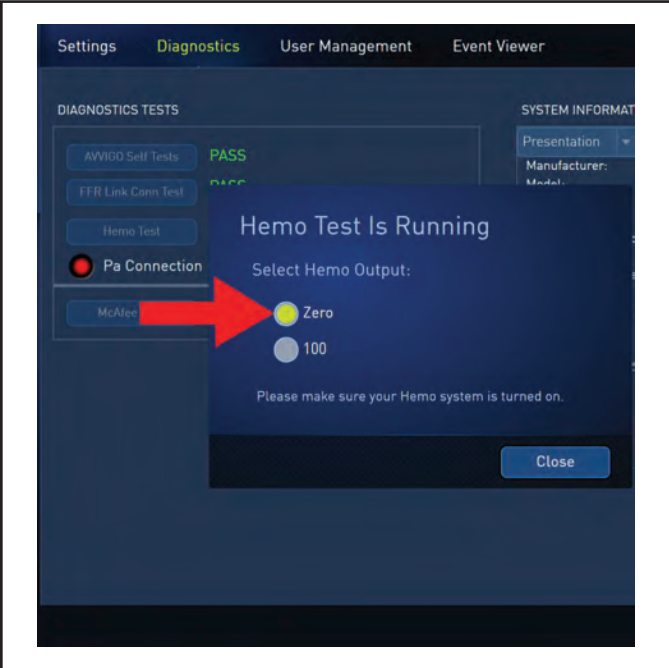 Settings Diagnostics User Management Event Viewer
DIAGNOSTICS TESTS
SYSTEM INFORMAT
AVVIGO Self Tests PASS
Presentation
Manufacturer:
FFR Link Conn Test PASS
Model:
Hemo Test
Pa Connection
McAfee
Hemo Test Is Running
Select Hemo Output:
Zero
100
Please make sure your Hemo system is turned on.
Close